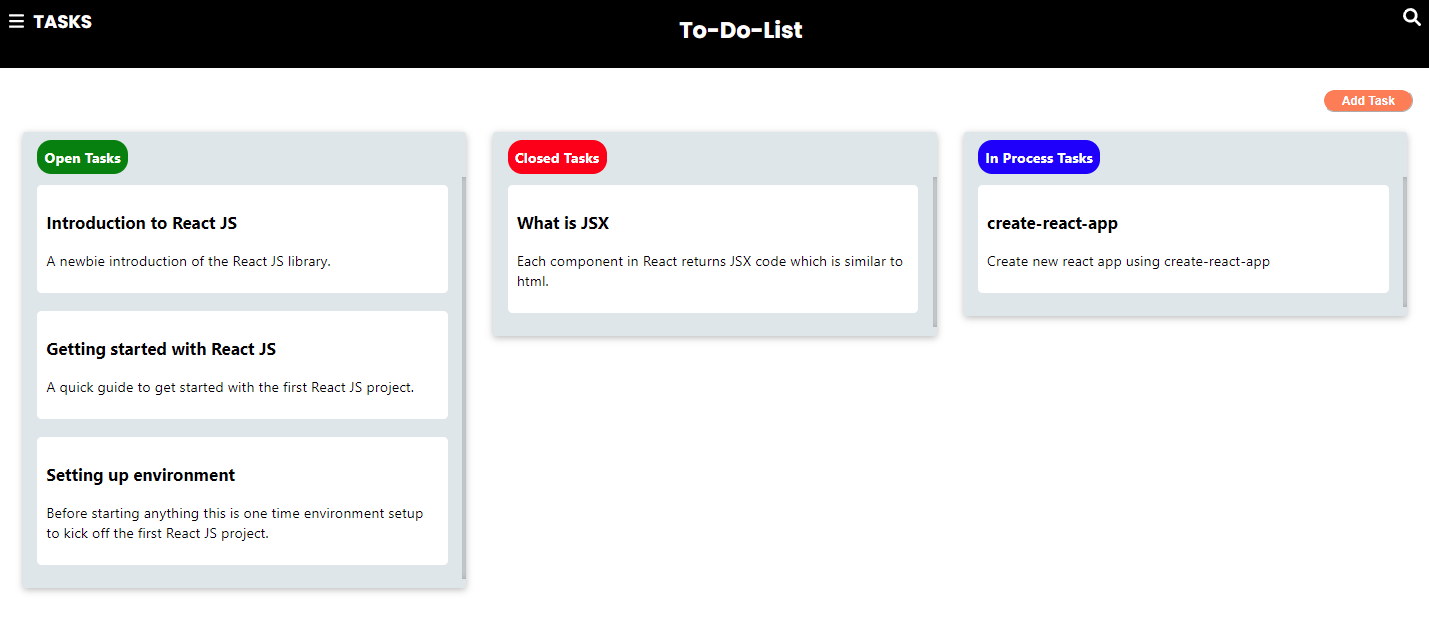 TASKS
To-Do-List
Add Task
Open Tasks
Introduction to React JS
A newbie introduction of the React JS library.
Getting started with React JS
A quick guide to get started with the first React JS project.
Setting up environment
Before starting anything this is one time environment setup
to kick off the first React JS project.
Closed Tasks
What is JSX
Each component in React returns JSX code which is similar to
html.
In Process Tasks
create-react-app
Create new react app using create-react-app